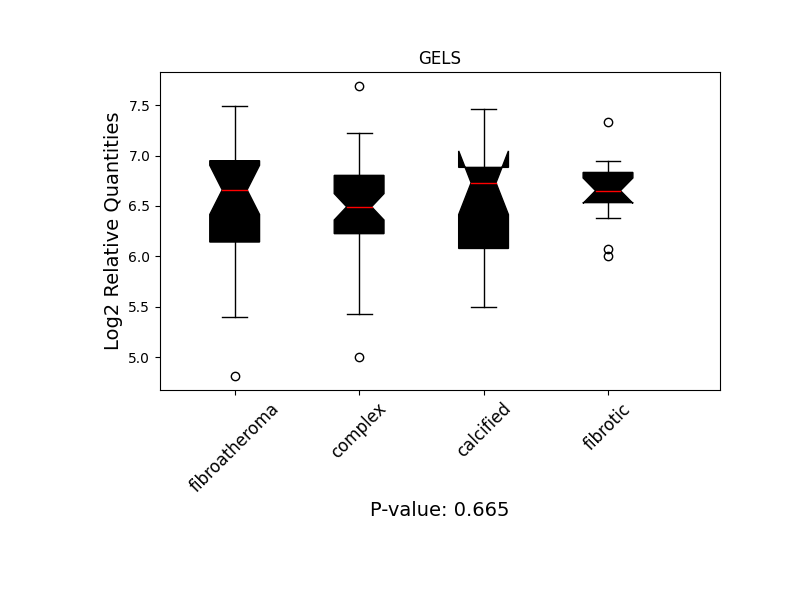 GELS
Log2 Relative Quantities
7.5
7.0
6.5
6.0
5.5
5.0
fibroatheroma
complex
calcified
fibrotic
P-value: 0.665